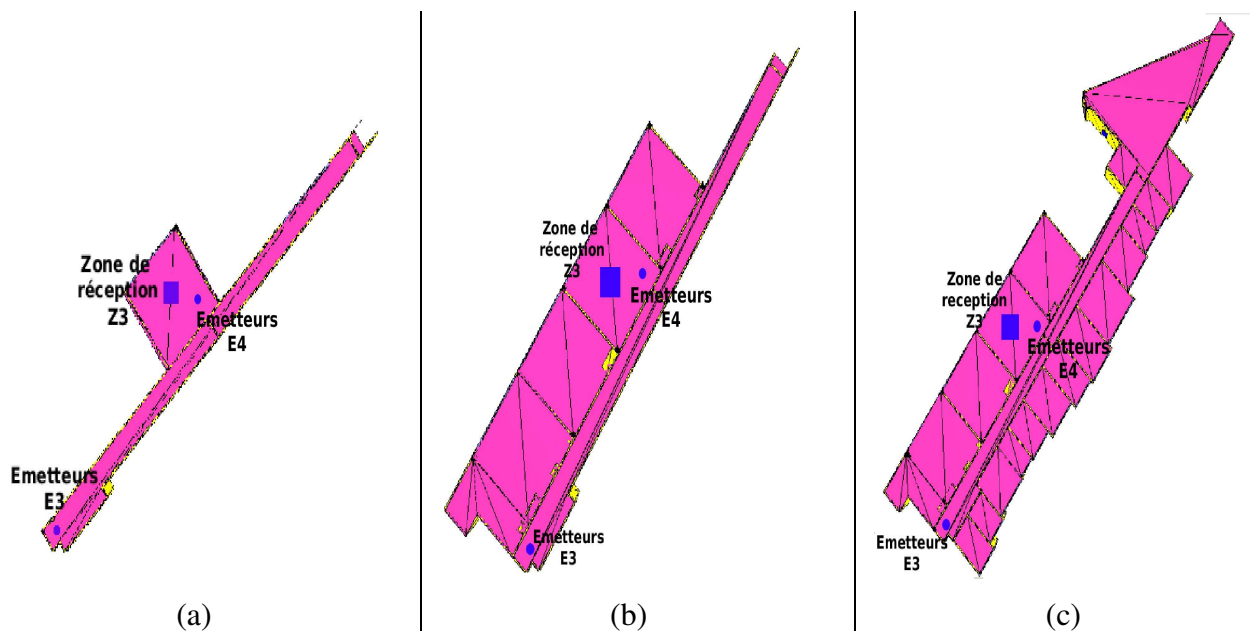 Zone de
réception
Z3
Emetteurs
E4
Emetteurs
E3
(a)
Zone de
réception
Z3
Emetteurs
E4
Emetteurs
E3
(b)
Zone de
reception
Z3
Emetteurs
E4
Emetteurs
E3
(c)